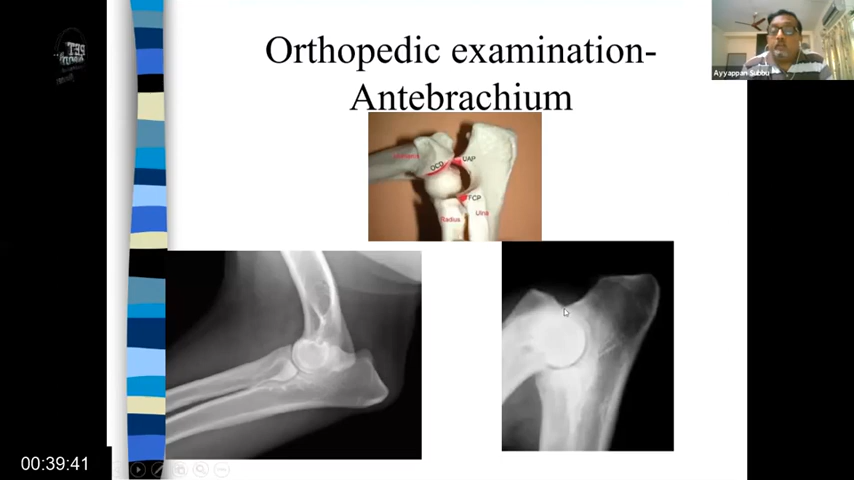 Orthopedic examination-
Antebrachium
Ayyappan Subbu
OCD
UAP
FCP
Radius
Ulna
00:39:41